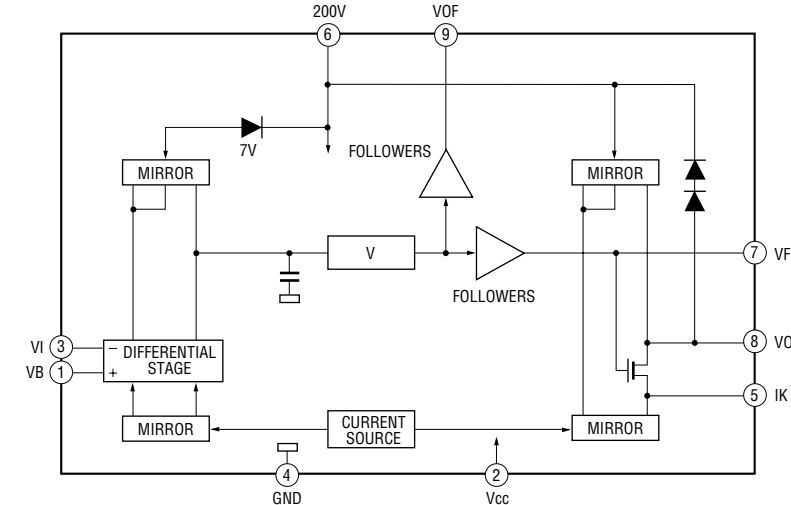 200V
VOF
6
9
7V
FOLLOWERS
MIRROR
MIRROR
V
7 VF
FOLLOWERS
VI 3
− DIFFERENTIAL
STAGE
VB 1
+
8 VO
5 IK
MIRROR
CURRENT
SOURCE
MIRROR
4
2
GND
Vcc